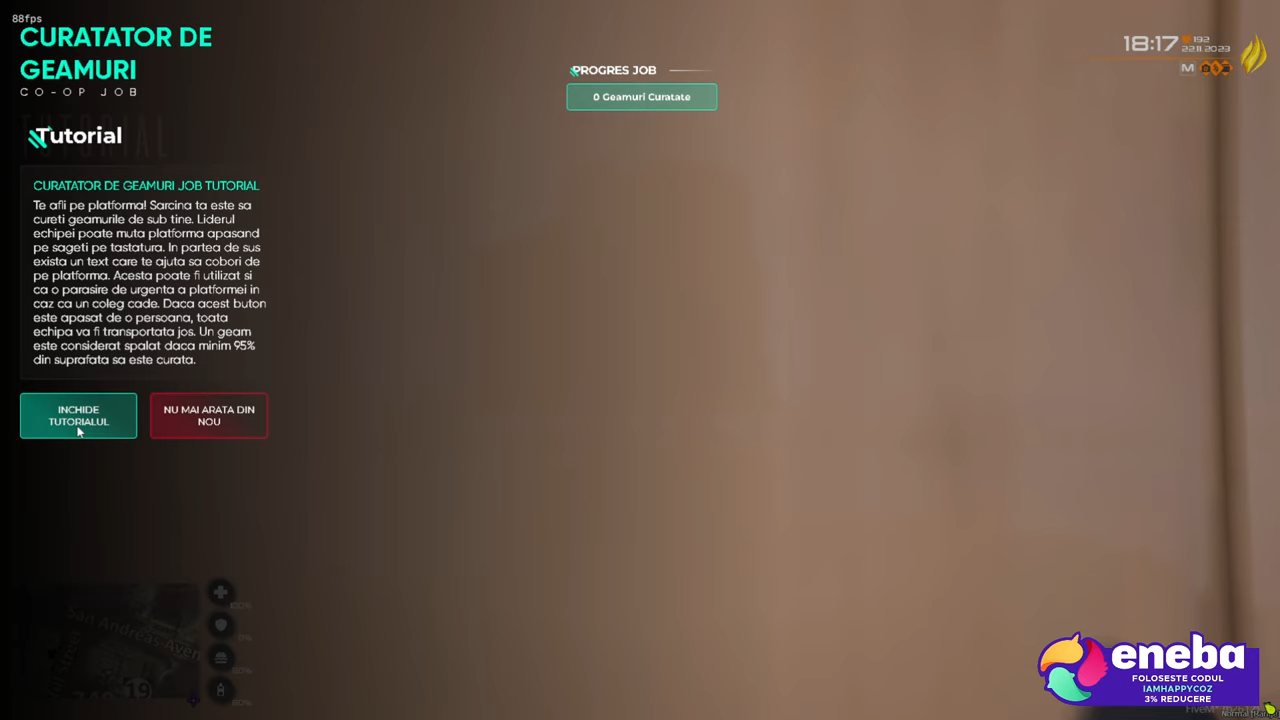 88fps
CURATATOR DE
GEAMURI
CO-OP JOB
Tutorial
CURATATOR DE GEAMURI JOB TUTORIAL
Te afli pe platforma! Sarcina ta este sa
cureti geamurile de sub tine. Liderul
echipei poate muta platforma apasand
pe sageti pe tastatura. In partea de sus
exista un text care te ajuta sa cobori de
pe platforma. Acesta poate fi utilizat si
ca o parasire de urgenta a platformei in
caz ca un coleg cade. Daca acest buton
este apasat de o persoana, toata
echipa va fi transportata jos. Un geam
este considerat spalat daca minim 95%
din suprafata sa este curata.
INCHIDE
TUTORIALUL
NU MAI ARATA DIN
NOU
PROGRES JOB
0 Geamuri Curatate
18:17
192
22.11.2023
M
100%
0%
San Andreas Aven
eneba
FOLOSESTE CODUL
IAMHAPPYCOZ
3% REDUCERE